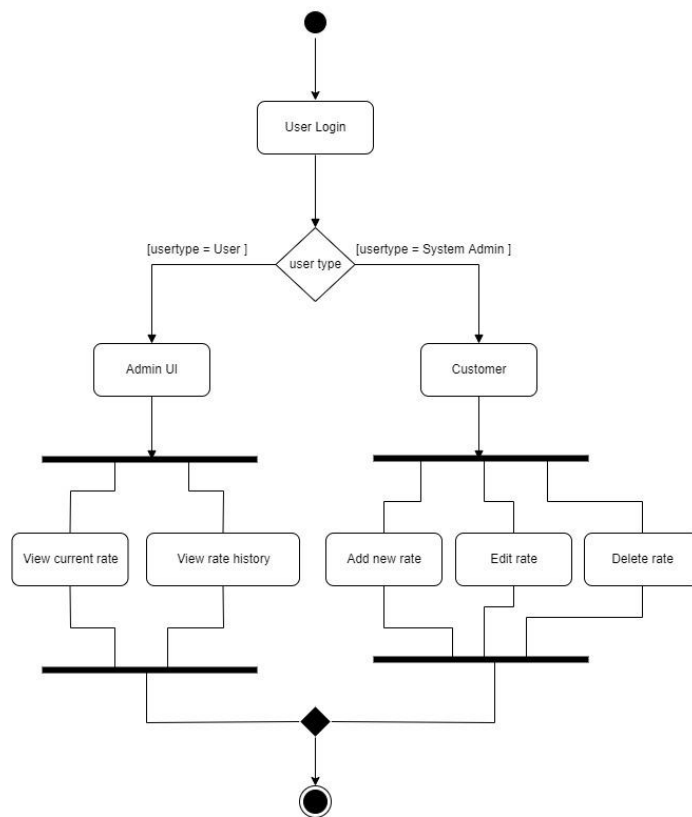 User Login
[usertype = User ]
[usertype = System Admin ]
user type
Admin UI
Customer
View current rate
View rate history
Add new rate
Edit rate
Delete rate